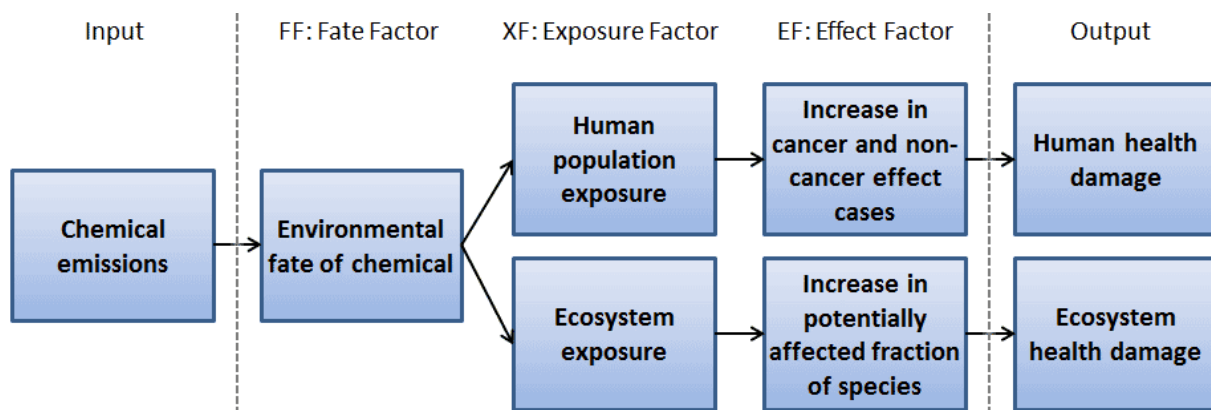 Input
FF: Fate Factor
XF: Exposure Factor
EF: Effect Factor
Output
Chemical
emissions
Environmental
fate of chemical
Human
population
exposure
Increase in
cancer and non-
cancer effect
cases
Human health
damage
Ecosystem
exposure
Increase in
potentially
affected fraction
of species
Ecosystem
health damage